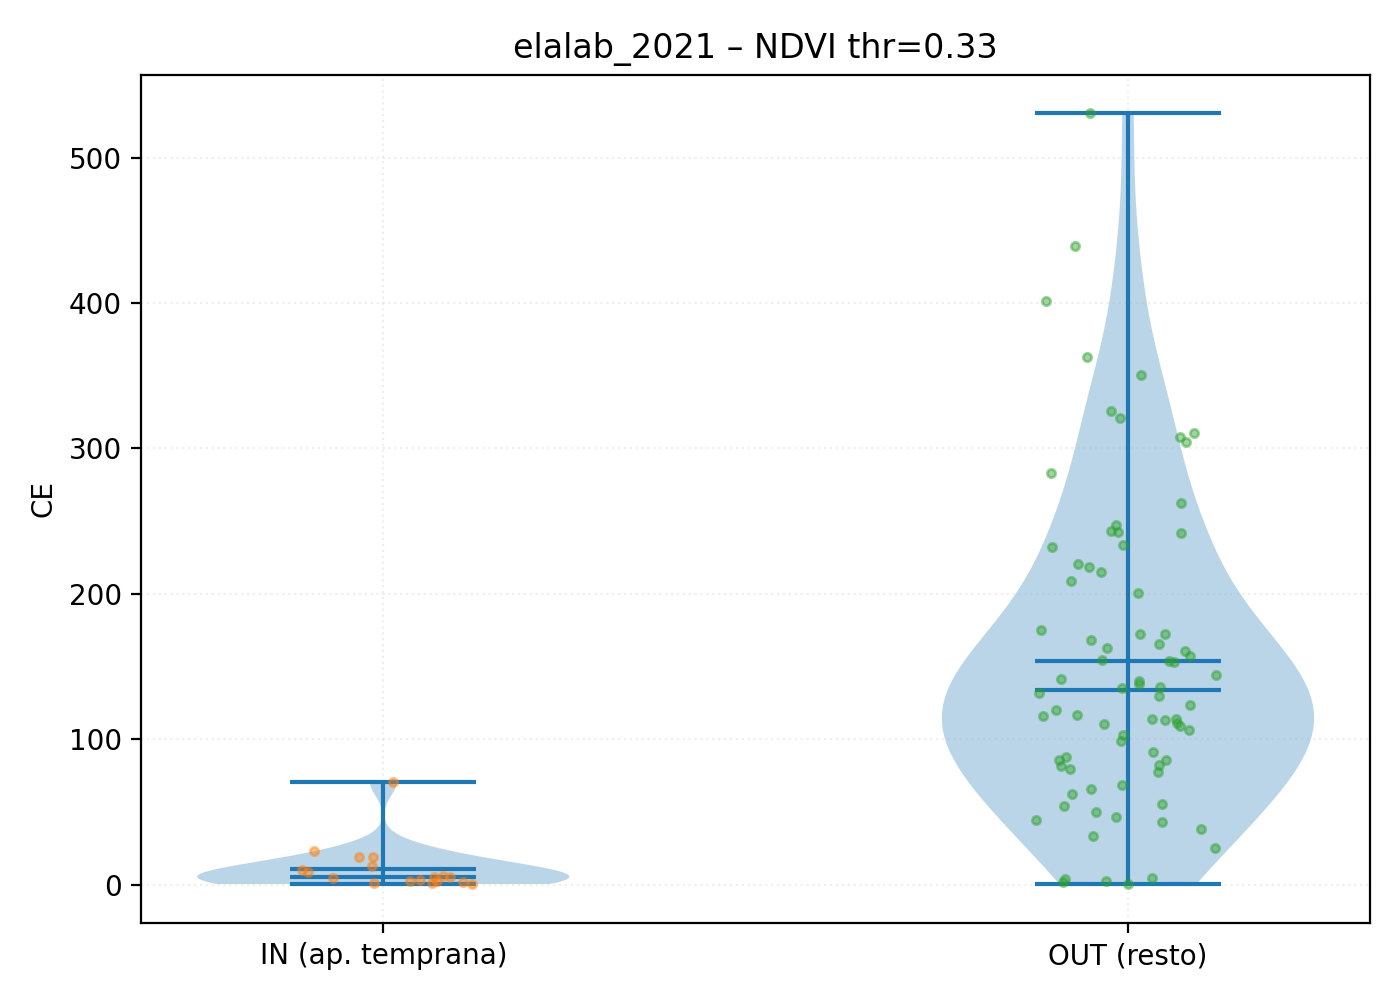 elalab_2021 – NDVI thr=0.33
500
400
300
200
100
0
CE
IN (ap. temprana)
OUT (resto)